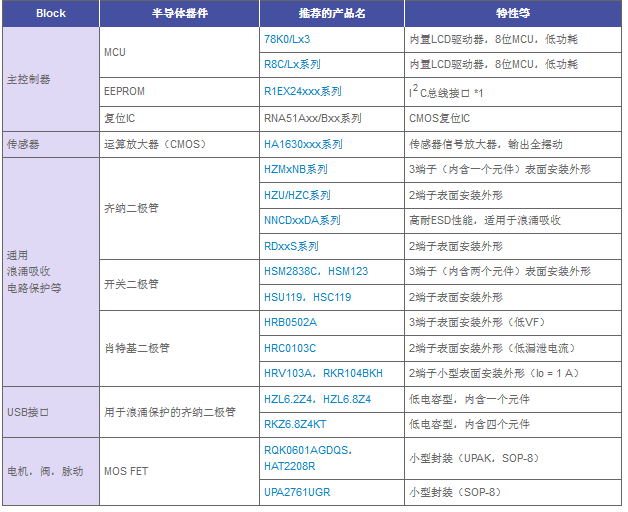 Block 半导体器件 推荐的产品名 特性等
主控制器 MCU 78K0/Lx3 内置LCD驱动器，8位MCU，低功耗
R8C/Lx系列 内置LCD驱动器，8位MCU，低功耗
EEPROM R1EX24xxx系列 I2C总线接口 *1
复位IC RNA51Axx/Bxx系列 CMOS复位IC
传感器 运算放大器（CMOS） HA1630xxx系列 传感器信号放大器，输出全摆动
通用
浪涌吸收
电路保护等
齐纳二极管 HZMxNB系列 3端子（内含一个元件）表面安装外形
HZU/HZC系列 2端子表面安装外形
NNCDxxDA系列 高耐ESD性能，适用于浪涌吸收
RDxxS系列 2端子表面安装外形
开关二极管 HSM2838C，HSM123 3端子（内含两个元件）表面安装外形
HSU119，HSC119 2端子表面安装外形
肖特基二极管 HRB0502A 3端子表面安装外形（低VF）
HRC0103C 2端子表面安装外形（低漏泄电流）
HRV103A，RKR104BKH 2端子小型表面安装外形（Io = 1 A）
USB接口 用于浪涌保护的齐纳二极管 HZL6.2Z4，HZL6.8Z4 低电容型，内含一个元件
RKZ6.8Z4KT 低电容型，内含四个元件
电机，阀，脉动 MOS FET RQK0601AGDQS，
HAT2208R 小型封装（UPAK，SOP-8）
UPA2761UGR 小型封装（SOP-8）